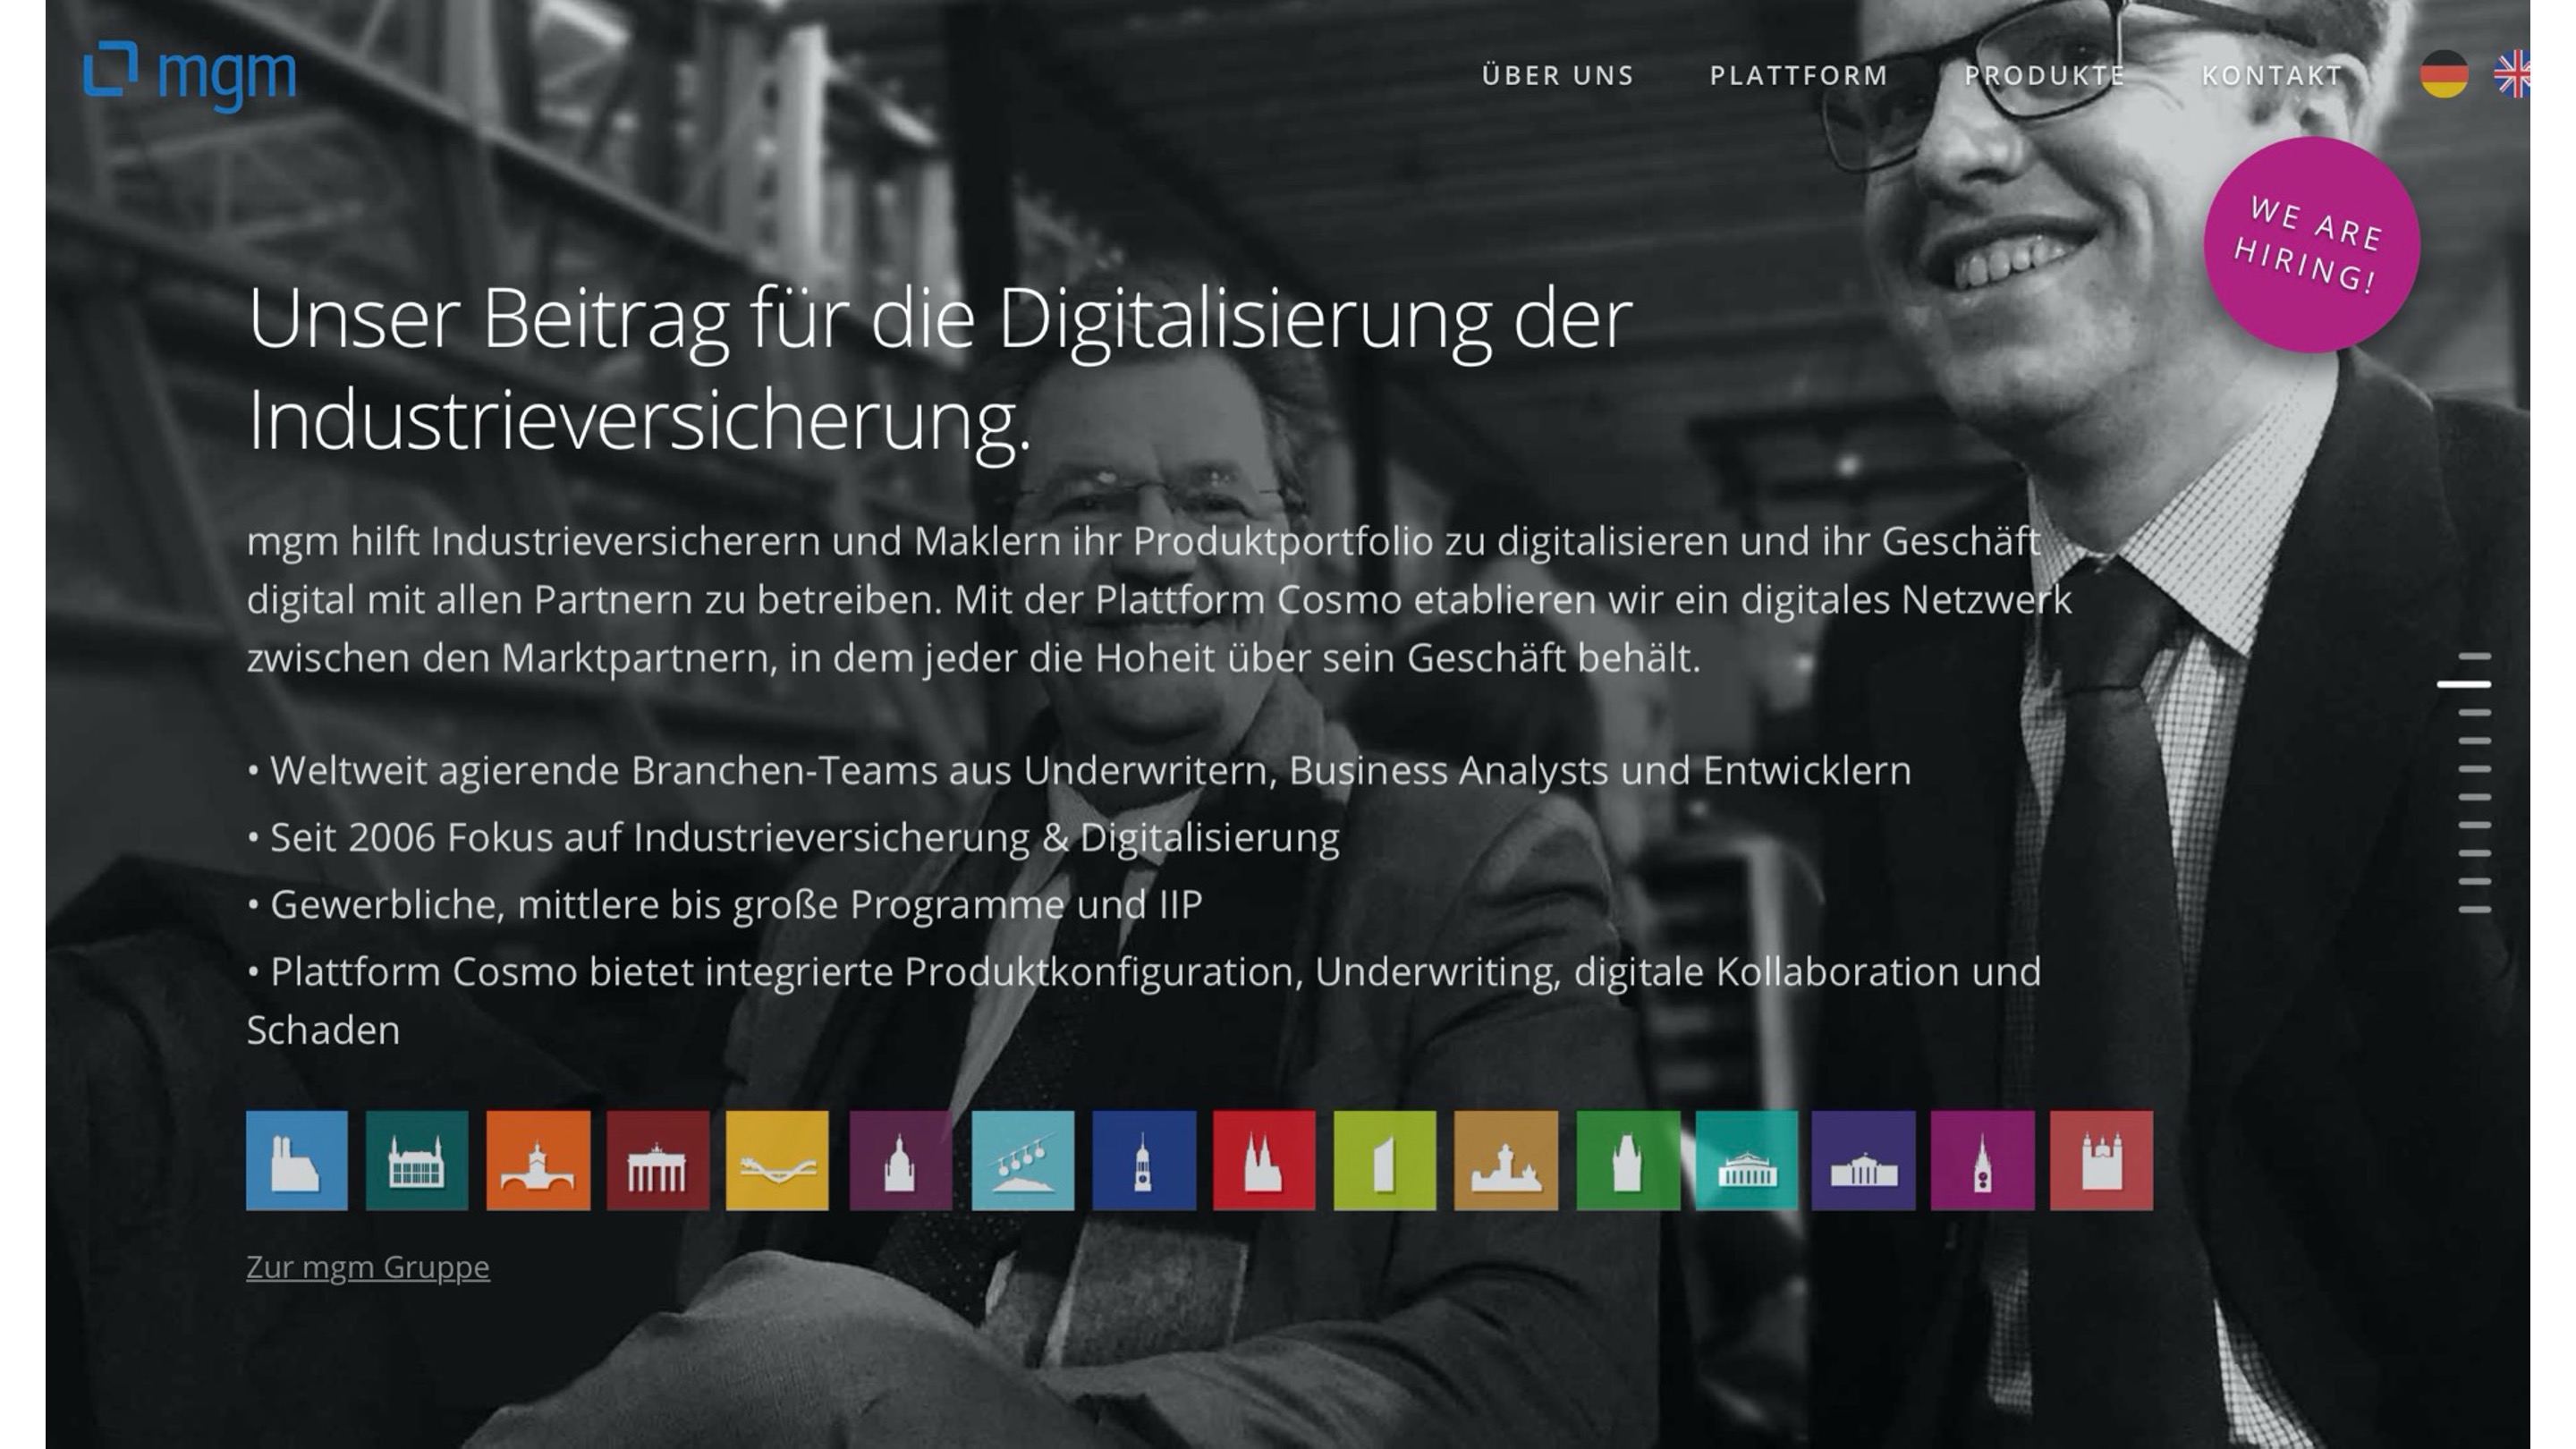 mgm
ÜBER UNS PLATTFORM PRODUKTE KONTAKT
WE ARE
HIRING!
Unser Beitrag für die Digitalisierung der
Industrieversicherung.
mgm hilft Industrieversicherern und Maklern ihr Produktportfolio zu digitalisieren und ihr Geschäft
digital mit allen Partnern zu betreiben. Mit der Plattform Cosmo etablieren wir ein digitales Netzwerk
zwischen den Marktpartnern, in dem jeder die Hoheit über sein Geschäft behält.
• Weltweit agierende Branchen-Teams aus Underwritern, Business Analysts und Entwicklern
• Seit 2006 Fokus auf Industrieversicherung & Digitalisierung
• Gewerbliche, mittlere bis große Programme und IIP
• Plattform Cosmo bietet integrierte Produktkonfiguration, Underwriting, digitale Kollaboration und
Schaden
Zur mgm Gruppe